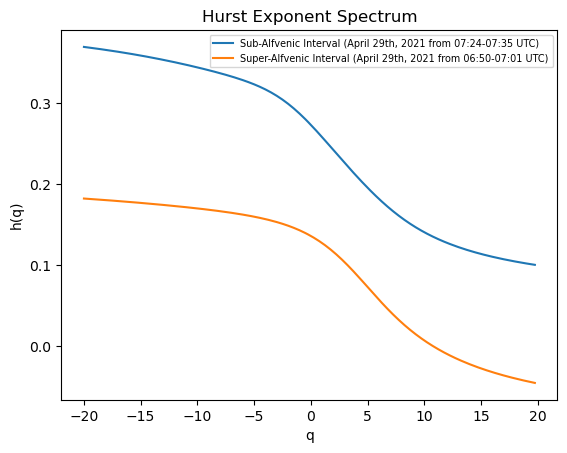 Hurst Exponent Spectrum
Sub-Alfvenic Interval (April 29th, 2021 from 07:24-07:35 UTC)
Super-Alfvenic Interval (April 29th, 2021 from 06:50-07:01 UTC)
h(q)
0.3
0.2
0.1
0.0
−20 −15 −10 −5 0 5 10 15 20
q